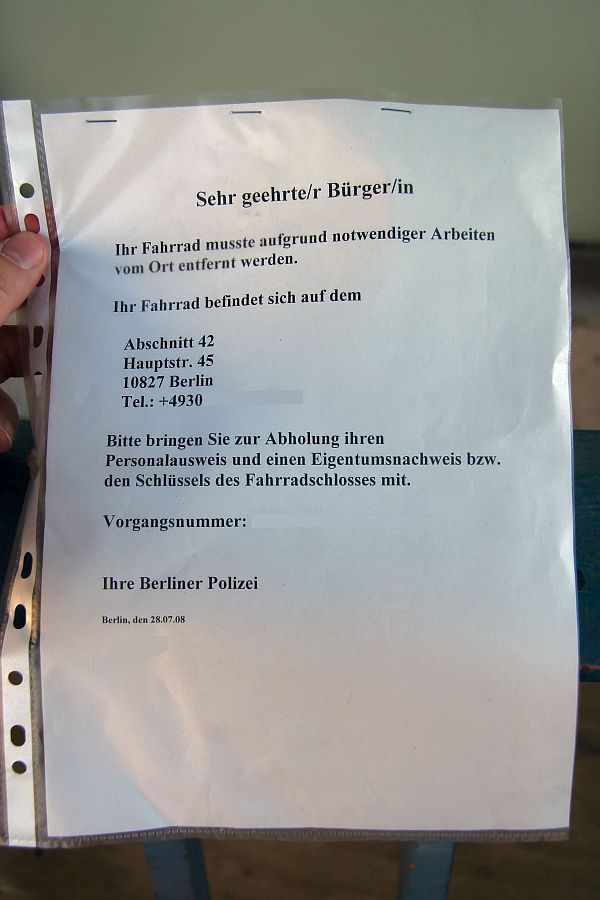 Sehr geehrte/r Bürger/in
Ihr Fahrrad musste aufgrund notwendiger Arbeiten
vom Ort entfernt werden.
Ihr Fahrrad befindet sich auf dem
Abschnitt 42
Hauptstr. 45
10827 Berlin
Tel.: +4930
Bitte bringen Sie zur Abholung ihren
Personalausweis und einen Eigentumsnachweis bzw.
den Schlüssels des Fahrradschlosses mit.
Vorgangsnummer:
Ihre Berliner Polizei
Berlin, den 28.07.08